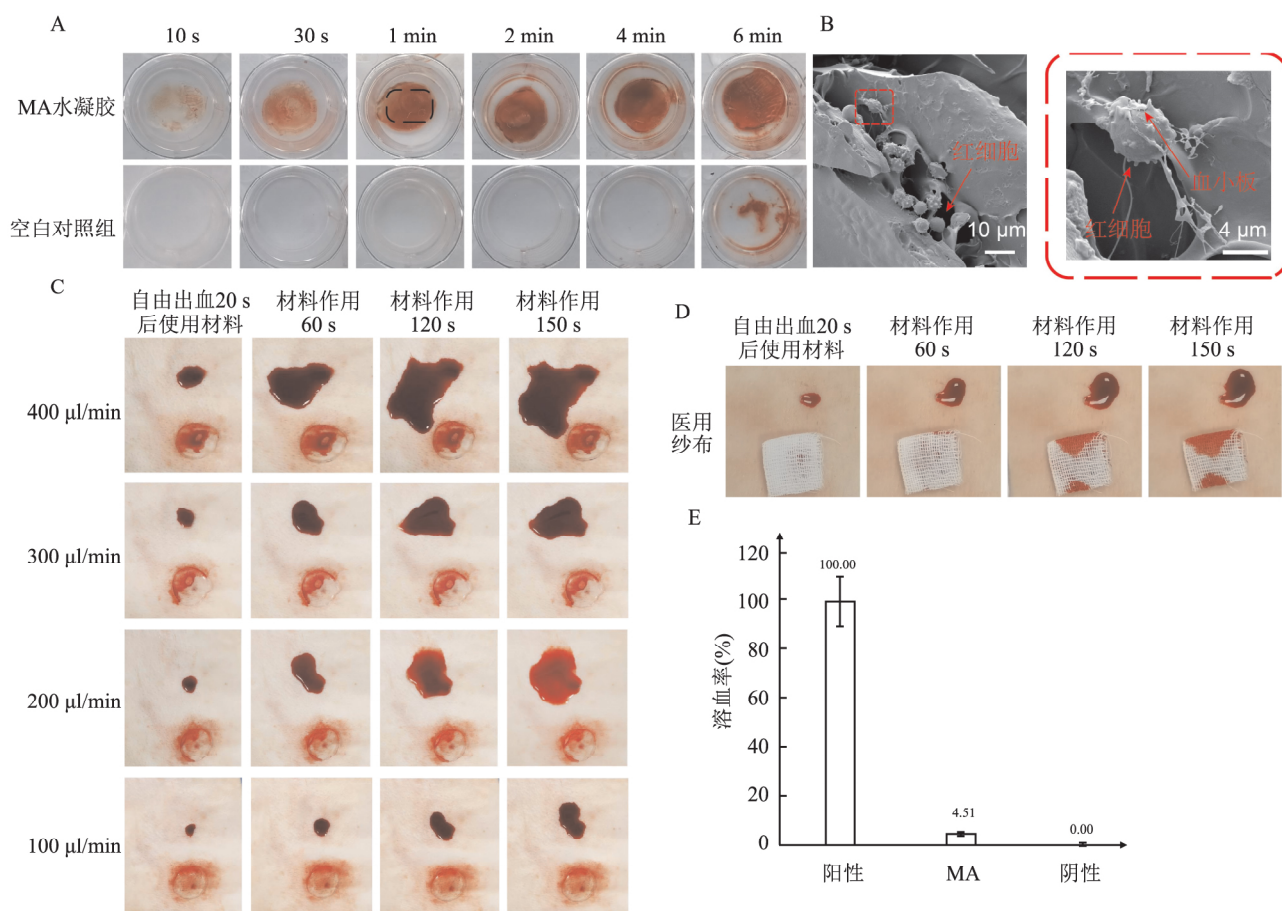 A
10 s 30 s 1 min 2 min 4 min 6 min
MA水凝胶
空白对照组
B
红细胞
10 μm
血小板
红细胞
4 μm
C
自由出血20 s
后使用材料
材料作用
60 s
材料作用
120 s
材料作用
150 s
400 μl/min
300 μl/min
200 μl/min
100 μl/min
D
自由出血20 s
后使用材料
材料作用
60 s
材料作用
120 s
材料作用
150 s
医用
纱布
E
溶血率(%)
120
100
80
60
40
20
0
100.00
4.51
0.00
阳性 MA 阴性